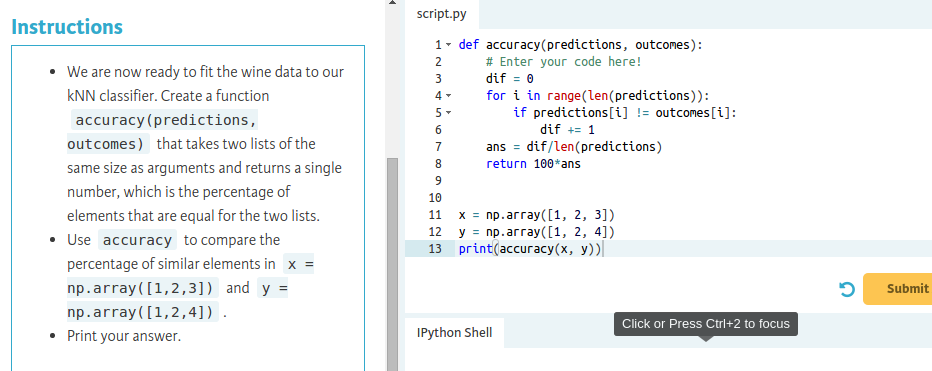 Instructions
• We are now ready to fit the wine data to our
kNN classifier. Create a function
accuracy(predictions,
outcomes) that takes two lists of the
same size as arguments and returns a single
number, which is the percentage of
elements that are equal for the two lists.
• Use accuracy to compare the
percentage of similar elements in x =
np.array([1,2,3]) and y =
np.array([1,2,4]) .
• Print your answer.
script.py
1 def accuracy(predictions, outcomes):
2     # Enter your code here!
3     dif = 0
4     for i in range(len(predictions)):
5         if predictions[i] != outcomes[i]:
6             dif += 1
7     ans = dif/len(predictions)
8     return 100*ans
9
10
11 x = np.array([1, 2, 3])
12 y = np.array([1, 2, 4])
13 print(accuracy(x, y))
Submit
Click or Press Ctrl+2 to focus
IPython Shell